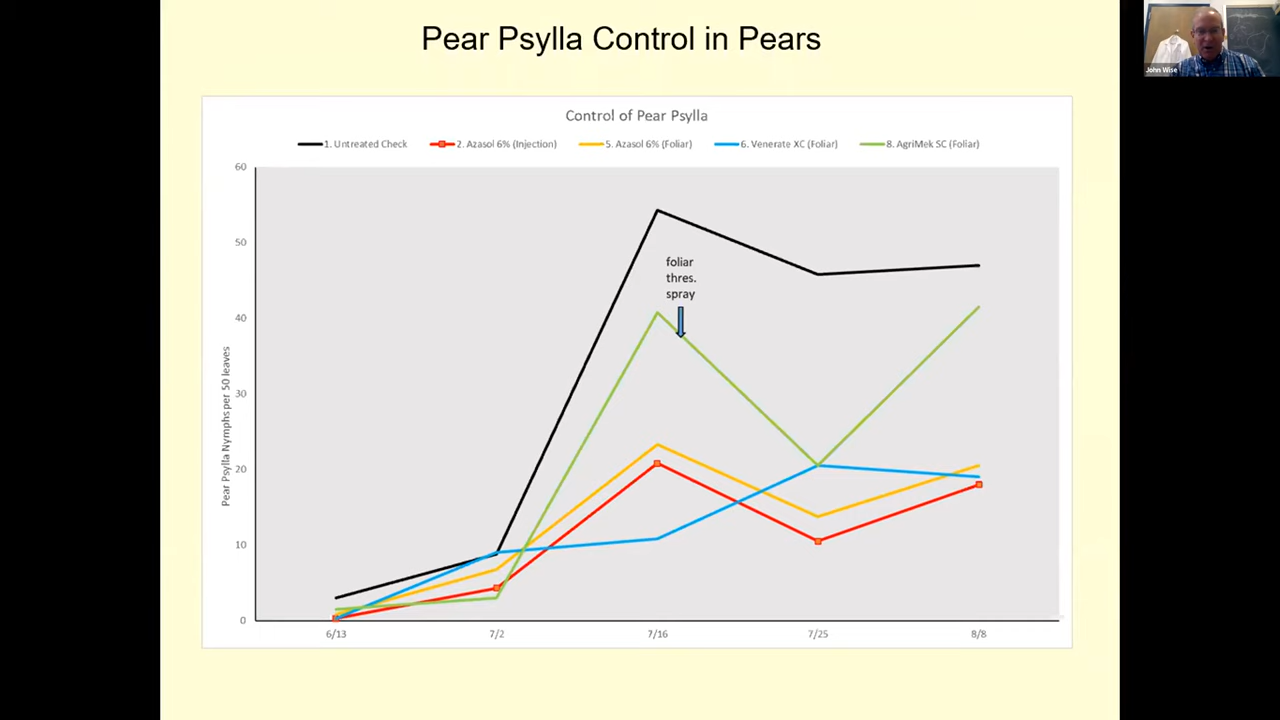 Pear Psylla Control in Pears
John Wise
Control of Pear Psylla
1. Untreated Check
2. Azasol 6% (Injection)
5. Azasol 6% (Foliar)
6. Venerate XC (Foliar)
8. AgriMek SC (Foliar)
60
50
40
30
20
10
0
Pear Psylla Nymphs per 50 leaves
foliar
thres.
spray
6/13
7/2
7/16
7/25
8/8